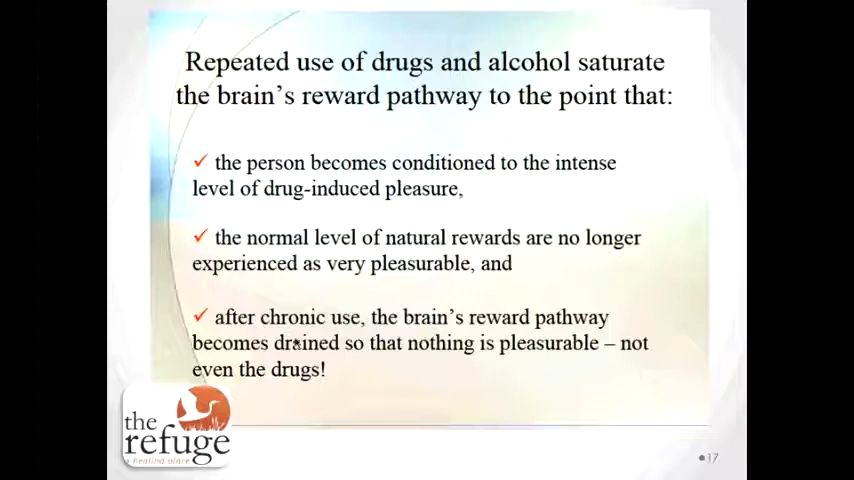 Repeated use of drugs and alcohol saturate
the brain's reward pathway to the point that:
✓ the person becomes conditioned to the intense
level of drug-induced pleasure,
✓ the normal level of natural rewards are no longer
experienced as very pleasurable, and
✓ after chronic use, the brain's reward pathway
becomes drained so that nothing is pleasurable – not
even the drugs!
the
refuge
a healing place
●17